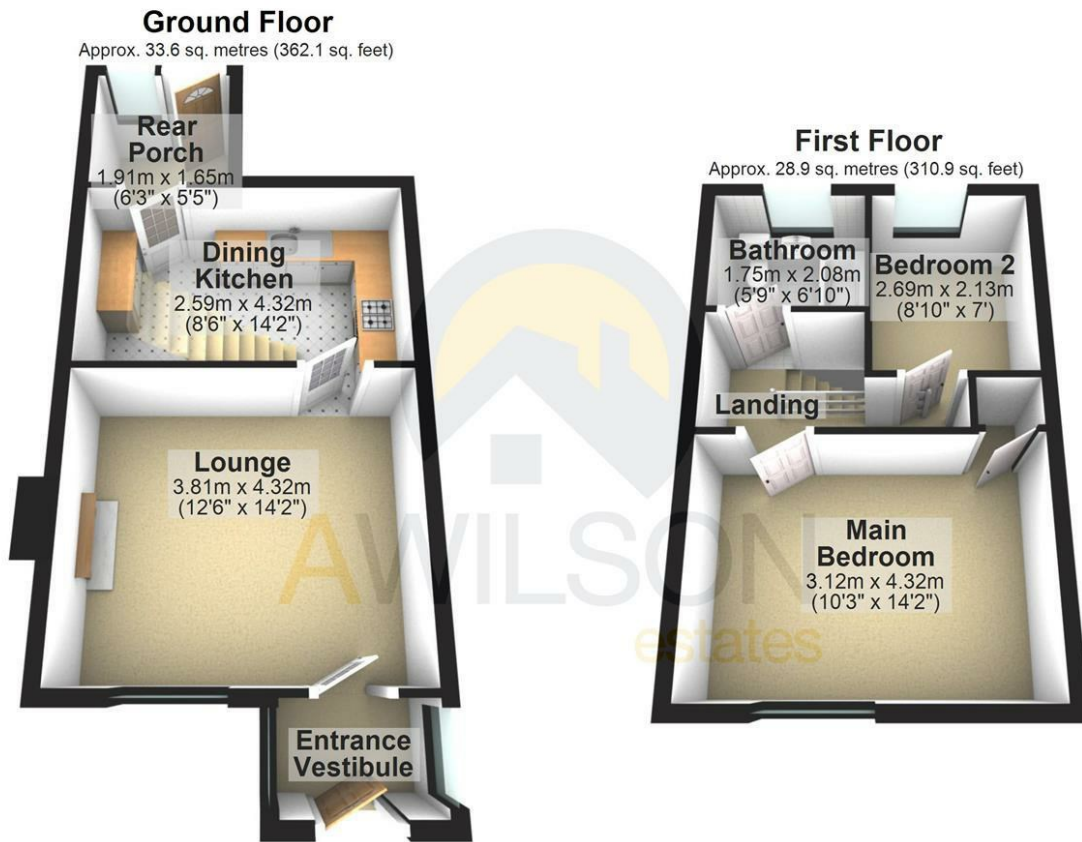 Ground Floor
Approx. 33.6 sq. metres (362.1 sq. feet)
Rear
Porch
1.91m x 1.65m
(6'3" x 5'5")
Dining
Kitchen
2.59m x 4.32m
(8'6" x 14'2")
Lounge
3.81m x 4.32m
(12'6" x 14'2")
Entrance
Vestibule
First Floor
Approx. 28.9 sq. metres (310.9 sq. feet)
Bathroom
1.75m x 2.08m
(5'9" x 6'10")
Bedroom 2
2.69m x 2.13m
(8'10" x 7')
Landing
Main
Bedroom
3.12m x 4.32m
(10'3" x 14'2")
AWILSON
estates